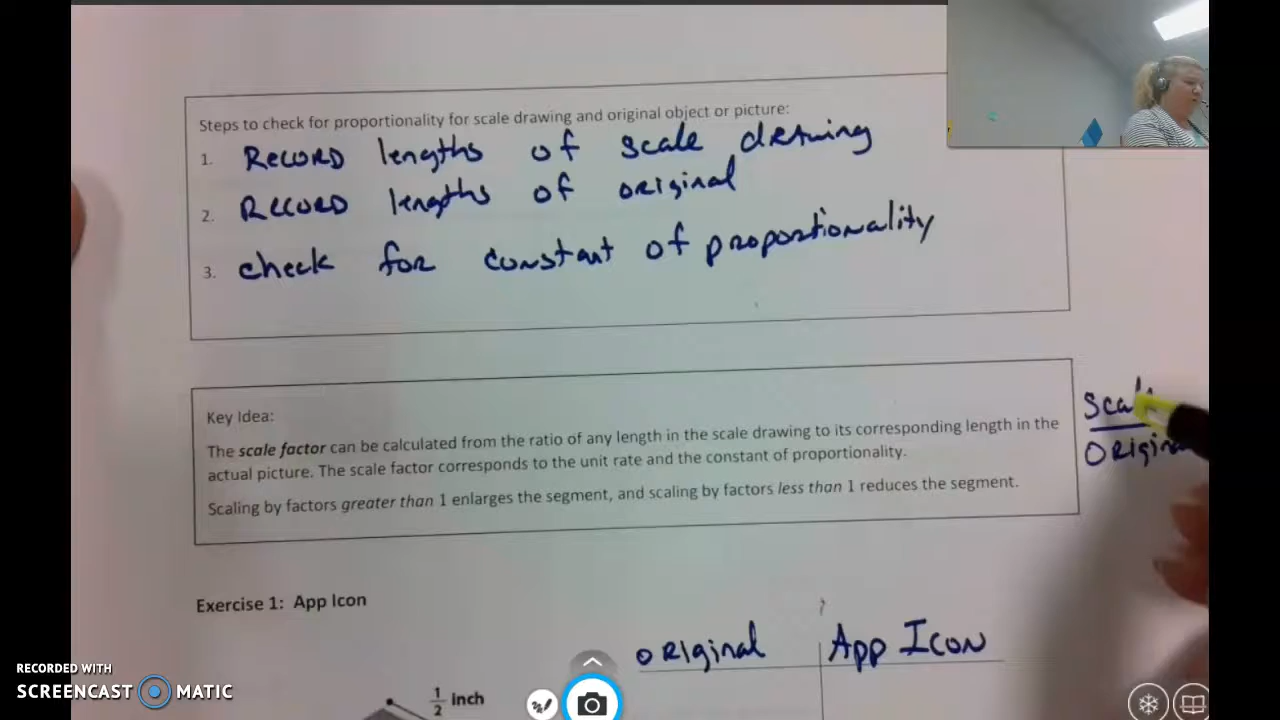 Steps to check for proportionality for scale drawing and original object or picture:
1. Record lengths of scale drawing
2. Record lengths of original
3. check for constant of proportionality
Key Idea:
The scale factor can be calculated from the ratio of any length in the scale drawing to its corresponding length in the
actual picture. The scale factor corresponds to the unit rate and the constant of proportionality.
Scaling by factors greater than 1 enlarges the segment, and scaling by factors less than 1 reduces the segment.
Original
Exercise 1: App Icon
Original App Icon
1/2 inch
RECORDED WITH
SCREENCAST MATIC